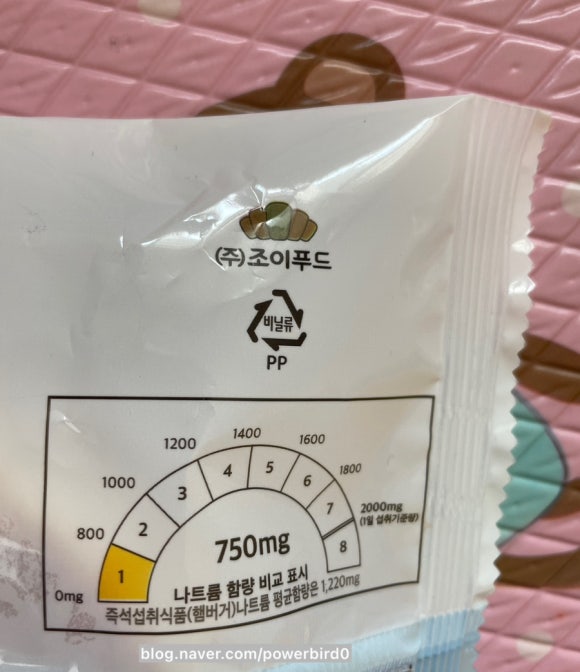 (주)조이푸드
비닐류
PP
1400
1200
1600
1000
1800
800
2000mg
(1일 섭취기준량)
0mg
1
2
3
4
5
6
7
8
750mg
나트륨 함량 비교 표시
즉석섭취식품(햄버거)나트륨 평균함량은 1,220mg
blog.naver.com/powerbird0